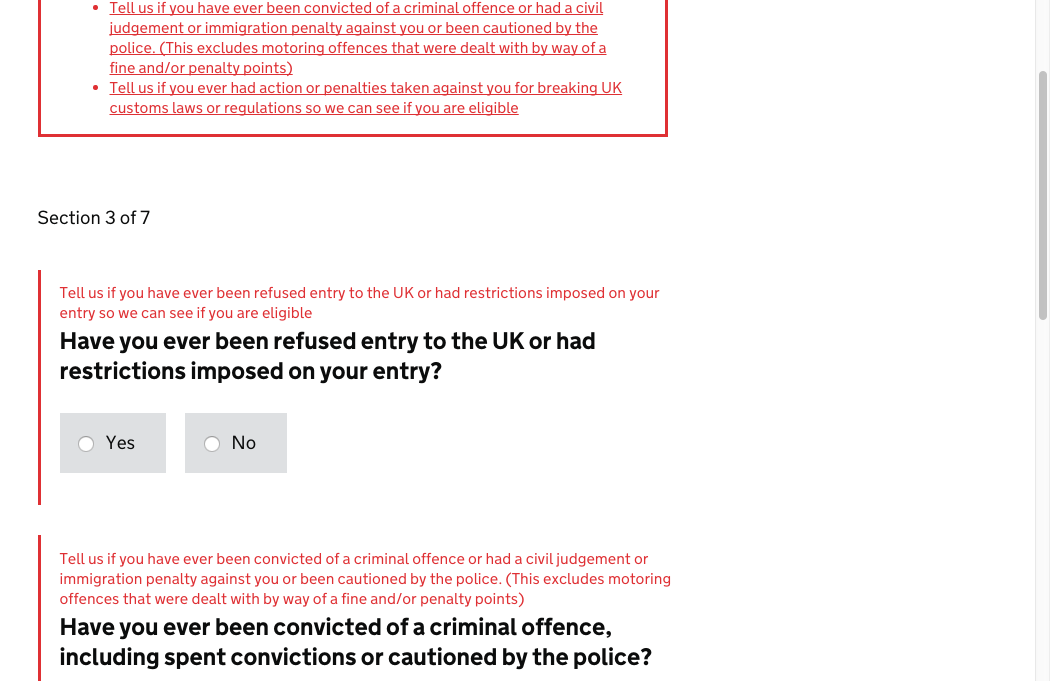 Tell us if you have ever been convicted of a criminal offence or had a civil
judgement or immigration penalty against you or been cautioned by the
police. (This excludes motoring offences that were dealt with by way of a
fine and/or penalty points)
Tell us if you ever had action or penalties taken against you for breaking UK
customs laws or regulations so we can see if you are eligible
Section 3 of 7
Tell us if you have ever been refused entry to the UK or had restrictions imposed on your
entry so we can see if you are eligible
Have you ever been refused entry to the UK or had
restrictions imposed on your entry?
Yes No
Tell us if you have ever been convicted of a criminal offence or had a civil judgement or
immigration penalty against you or been cautioned by the police. (This excludes motoring
offences that were dealt with by way of a fine and/or penalty points)
Have you ever been convicted of a criminal offence,
including spent convictions or cautioned by the police?